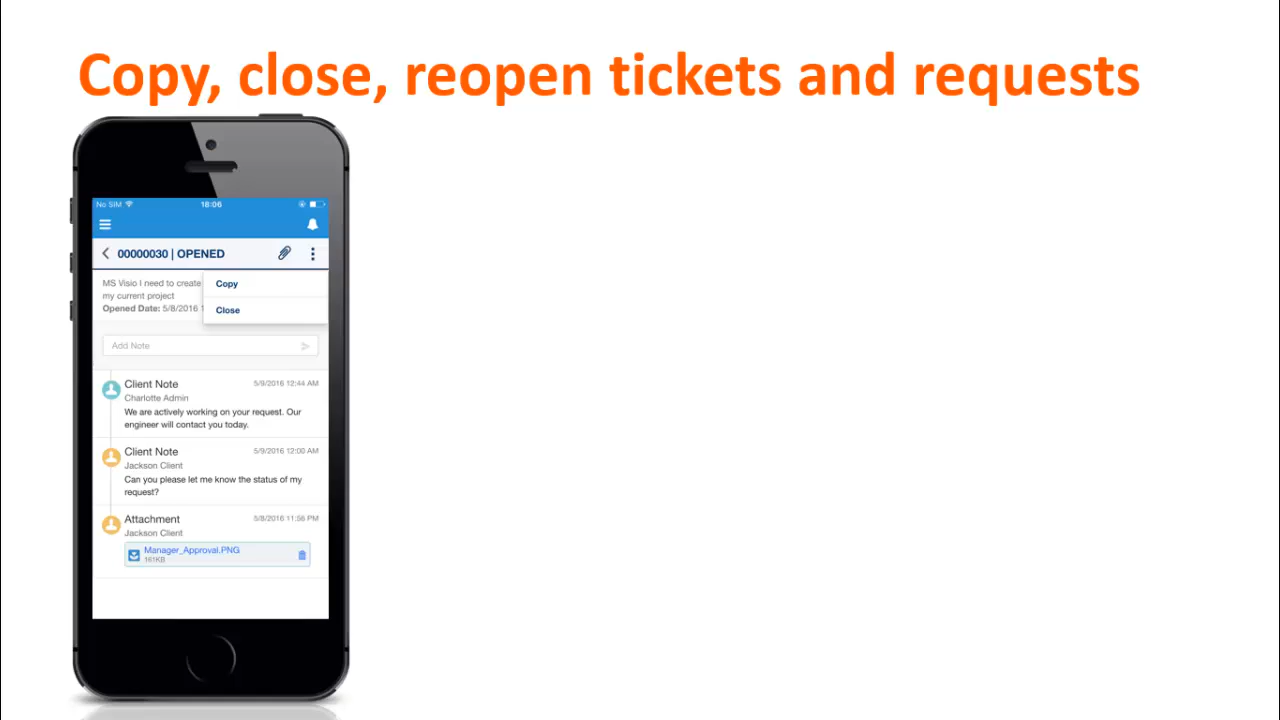 Copy, close, reopen tickets and requests
No SIM 18:06
00000030 | OPENED
Copy
Close
MS Visio I need to create
my current project
Opened Date: 5/8/2016 1
Add Note
Client Note 5/9/2016 12:44 AM
Charlotte Admin
We are actively working on your request. Our
engineer will contact you today.
Client Note 5/9/2016 12:00 AM
Jackson Client
Can you please let me know the status of my
request?
Attachment 5/8/2016 11:56 PM
Jackson Client
Manager_Approval.PNG
161KB